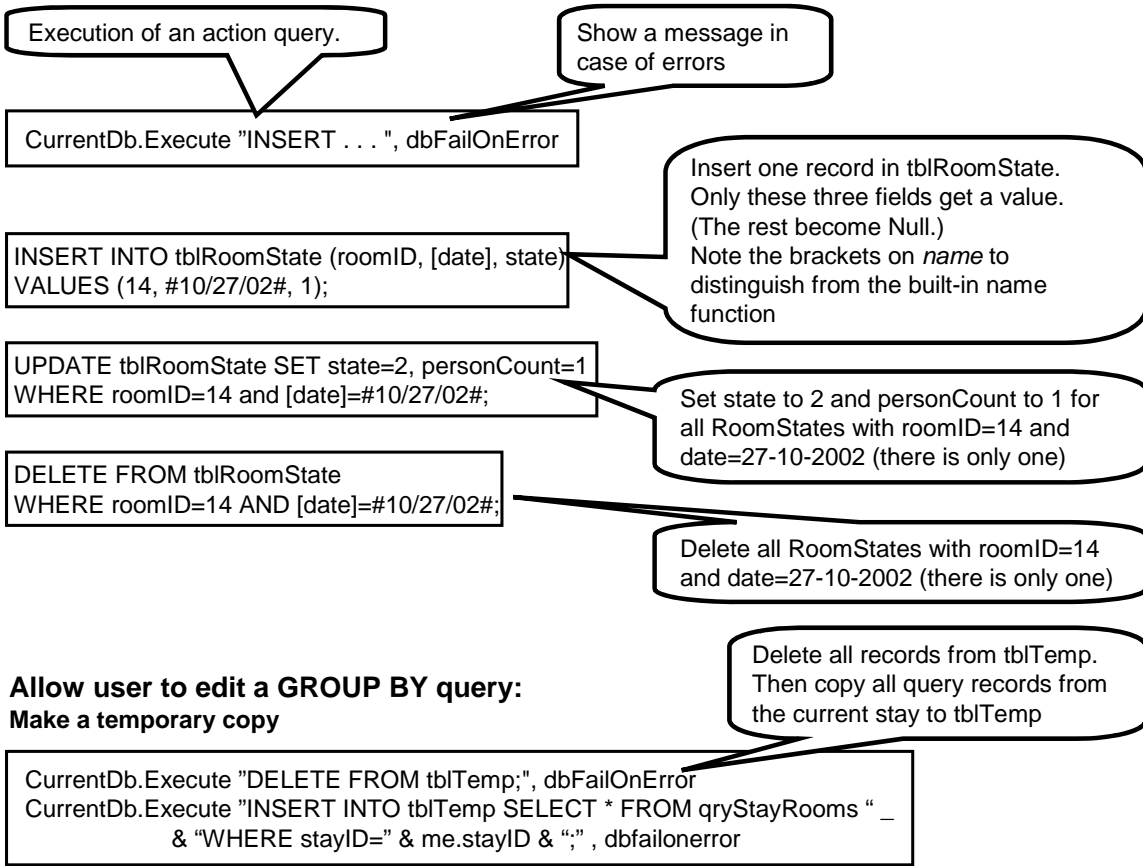 Execution of an action query.
Show a message in
case of errors
CurrentDb.Execute ”INSERT . . . ", dbFailOnError
Insert one record in tblRoomState.
Only these three fields get a value.
(The rest become Null.)
Note the brackets on name to
distinguish from the built-in name
function
INSERT INTO tblRoomState (roomID, [date], state)
VALUES (14, #10/27/02#, 1);
UPDATE tblRoomState SET state=2, personCount=1
WHERE roomID=14 and [date]=#10/27/02#;
Set state to 2 and personCount to 1 for
all RoomStates with roomID=14 and
date=27-10-2002 (there is only one)
DELETE FROM tblRoomState
WHERE roomID=14 AND [date]=#10/27/02#;
Delete all RoomStates with roomID=14
and date=27-10-2002 (there is only one)
Delete all records from tblTemp.
Then copy all query records from
the current stay to tblTemp
Allow user to edit a GROUP BY query:
Make a temporary copy
CurrentDb.Execute ”DELETE FROM tblTemp;", dbFailOnError
CurrentDb.Execute ”INSERT INTO tblTemp SELECT * FROM qryStayRooms “ _
& “WHERE stayID=” & me.stayID & “;” , dbfailonerror